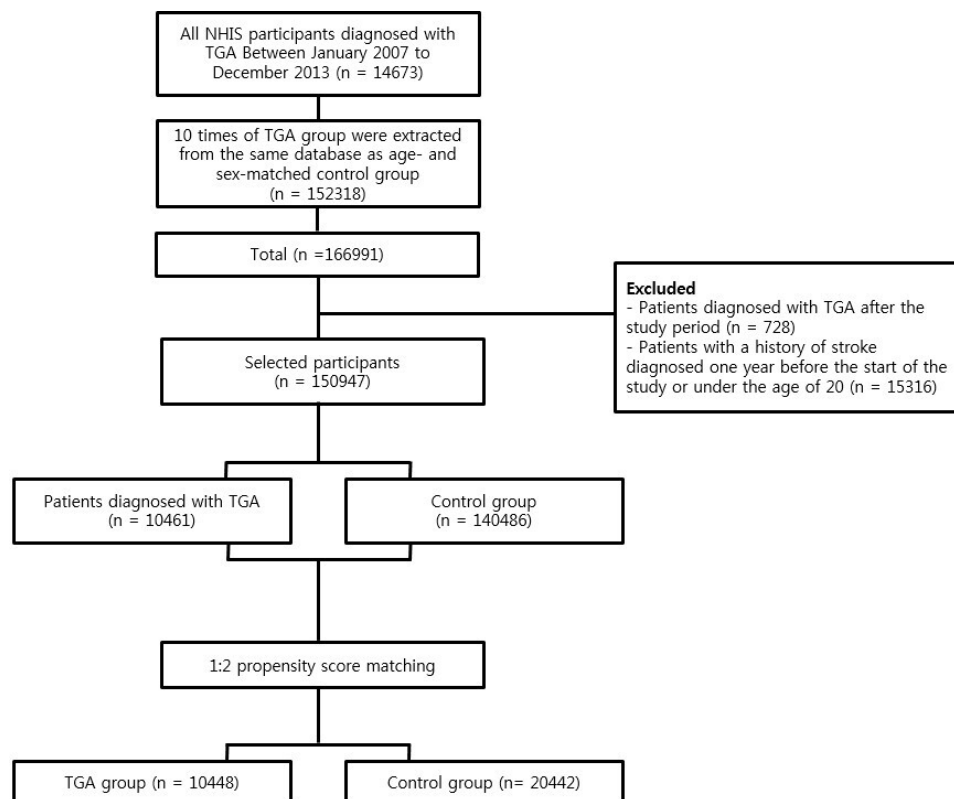 All NHIS participants diagnosed with
TGA Between January 2007 to
December 2013 (n = 14673)
10 times of TGA group were extracted
from the same database as age- and
sex-matched control group
(n = 152318)
Total (n =166991)
Excluded
- Patients diagnosed with TGA after the
study period (n = 728)
- Patients with a history of stroke
diagnosed one year before the start of the
study or under the age of 20 (n = 15316)
Selected participants
(n = 150947)
Patients diagnosed with TGA
(n = 10461)
Control group
(n = 140486)
1:2 propensity score matching
TGA group (n = 10448)
Control group (n= 20442)